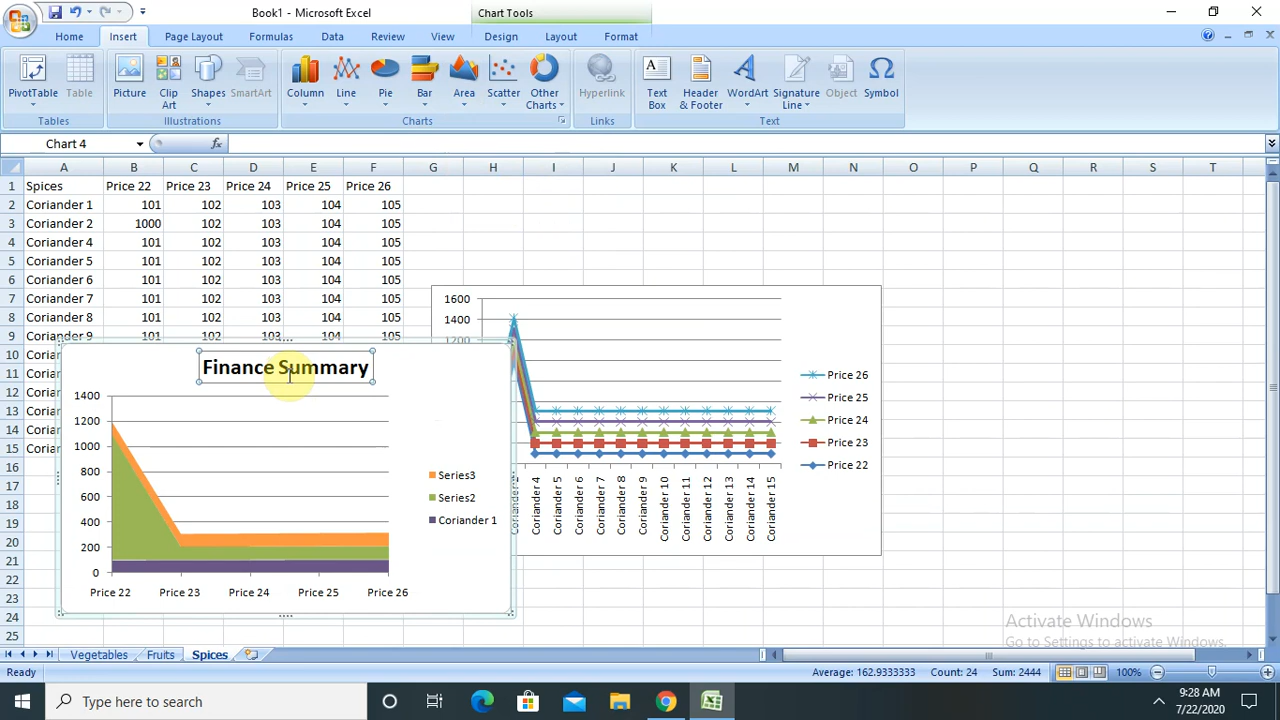 Book1 - Microsoft Excel
Chart Tools
Home Insert Page Layout Formulas Data Review View Design Layout Format
PivotTable Table Picture Clip Art Shapes SmartArt Column Line Pie Bar Area Scatter Other Charts Hyperlink Text Box Header & Footer WordArt Signature Line Object Symbol
Tables Illustrations Charts Links Text
Chart 4 fx
A B C D E F G H I J K L M N O P Q R S T
1 Spices Price 22 Price 23 Price 24 Price 25 Price 26
2 Coriander 1 101 102 103 104 105
3 Coriander 2 1000 102 103 104 105
4 Coriander 4 101 102 103 104 105
5 Coriander 5 101 102 103 104 105
6 Coriander 6 101 102 103 104 105
7 Coriander 7 101 102 103 104 105
8 Coriander 8 101 102 103 104 105
9 Coriander 9 101 102 103 104 105
10
11
12
13
14
15
16
17
18
19
20
21
22
23
24
25
Finance Summary
1400
1200
1000
800
600
400
200
0
Price 22 Price 23 Price 24 Price 25 Price 26
Series3
Series2
Coriander 1
1600
1400
1200
Coriander 4 Coriander 5 Coriander 6 Coriander 7 Coriander 8 Coriander 9 Coriander 10 Coriander 11 Coriander 12 Coriander 13 Coriander 14 Coriander 15
Price 26
Price 25
Price 24
Price 23
Price 22
Activate Windows
Go to Settings to activate Windows.
Vegetables Fruits Spices
Ready Average: 162.9333333 Count: 24 Sum: 2444 100%
Type here to search
9:28 AM
7/22/2020